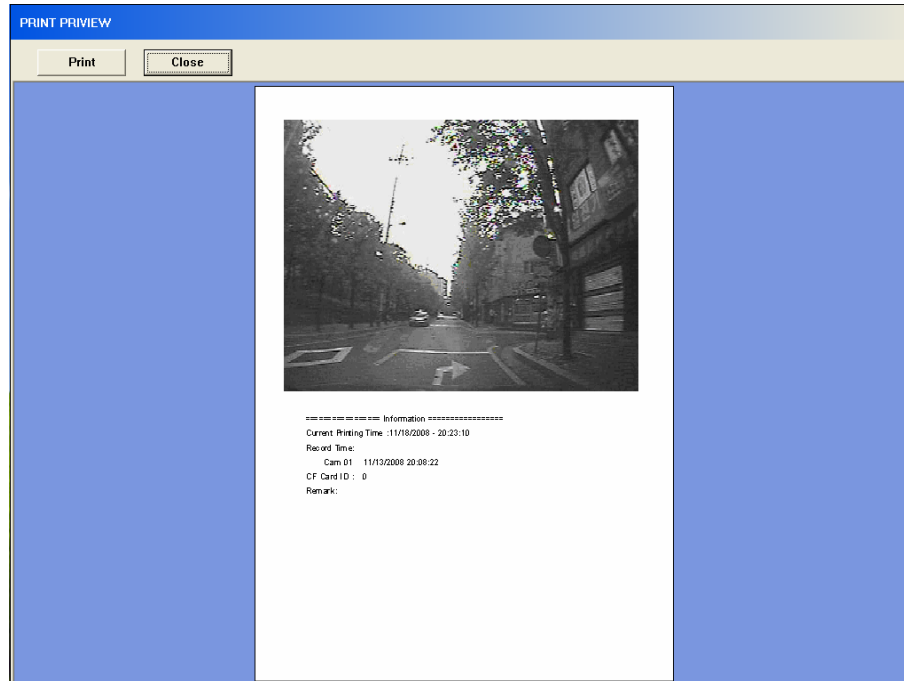 PRINT PRIVIEW
Print Close
================= Information =================
Current Printing Time :11/18/2008 - 20:23:10
Record Time:
Cam 01 11/13/2008 20:08:22
CF Card ID : 0
Remark: